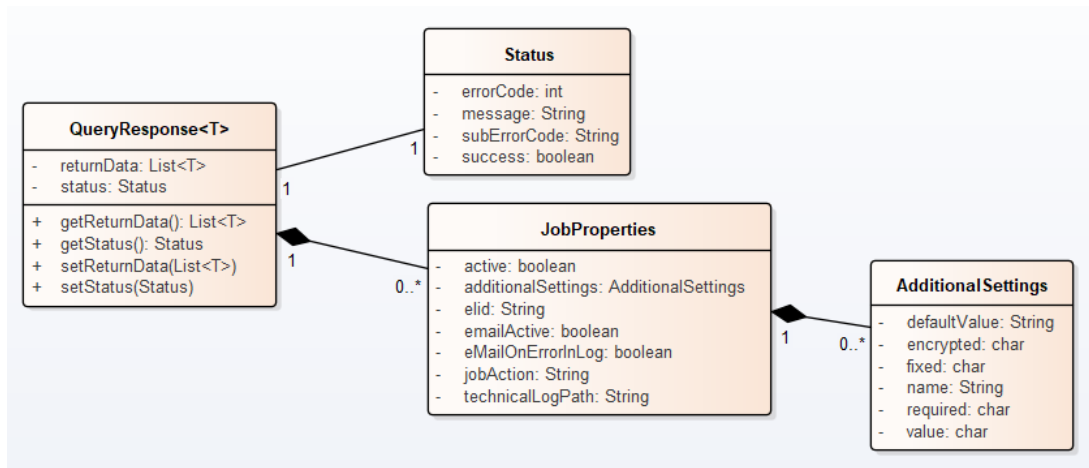 Status
- errorCode: int
- message: String
- subErrorCode: String
- success: boolean
QueryResponse<T>
- returnData: List<T>
- status: Status
+ getReturnData(): List<T>
+ getStatus(): Status
+ setReturnData(List<T>)
+ setStatus(Status)
1
1
1
0..*
JobProperties
- active: boolean
- additionalSettings: AdditionalSettings
- elid: String
- emailActive: boolean
- eMailOnErrorInLog: boolean
- jobAction: String
- technicalLogPath: String
1
0..*
AdditionalSettings
- defaultValue: String
- encrypted: char
- fixed: char
- name: String
- required: char
- value: char